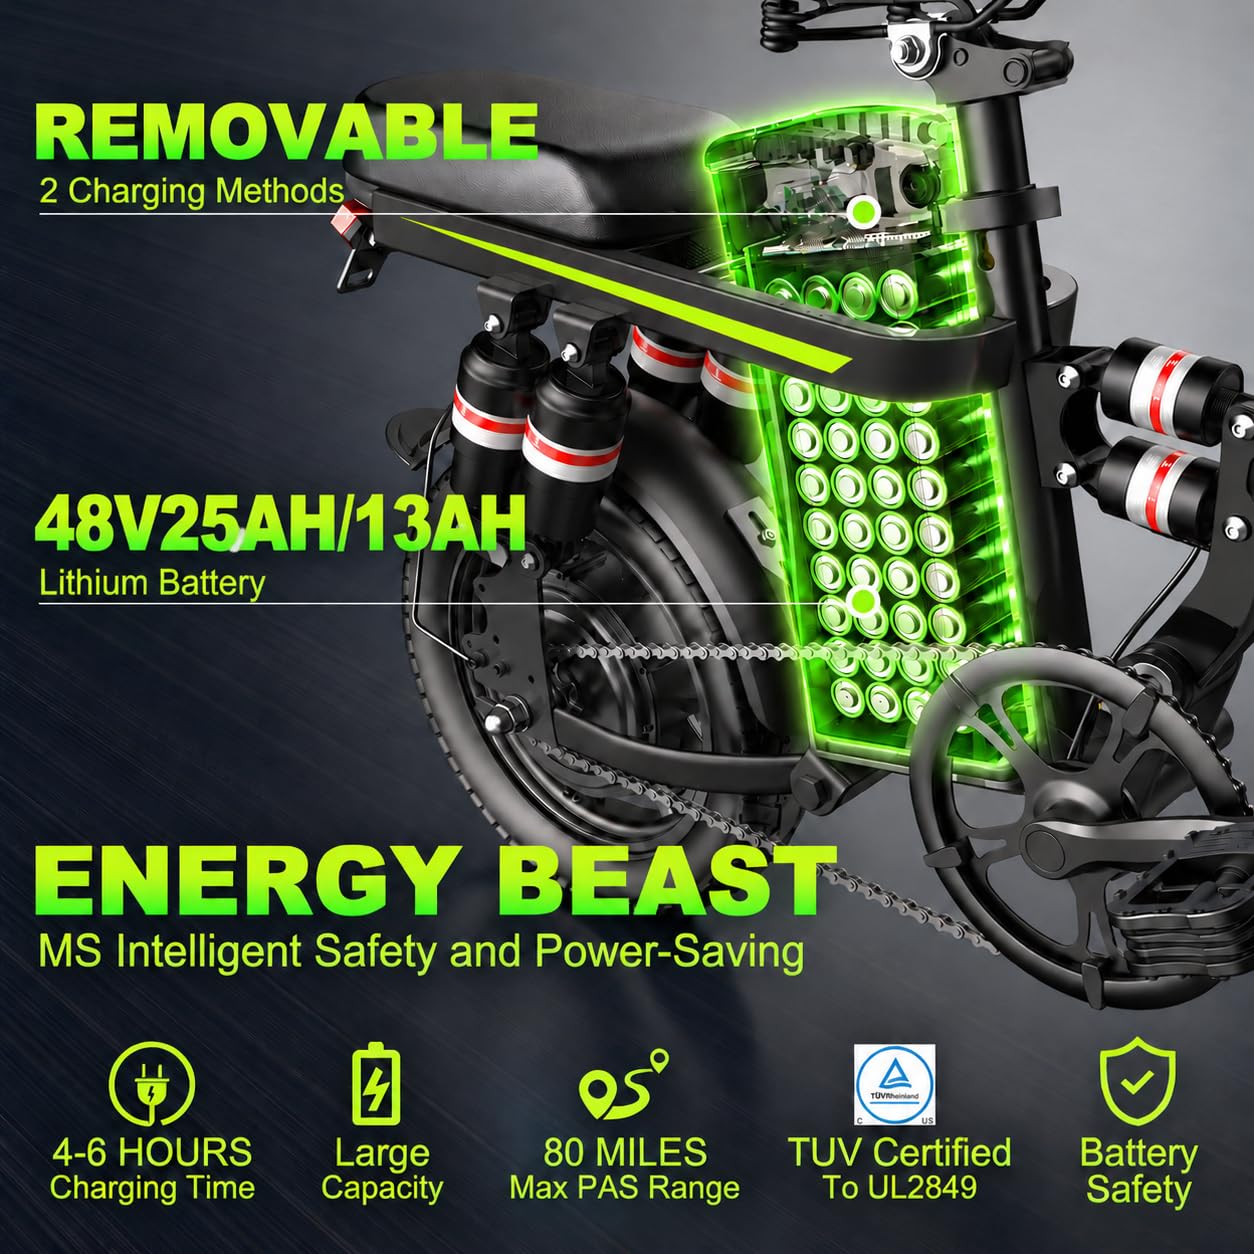 REMOVABLE
2 Charging Methods
48V25AH/13AH
Lithium Battery
ENERGY BEAST
MS Intelligent Safety and Power-Saving
4-6 HOURS
Charging Time
Large
Capacity
80 MILES
Max PAS Range
TÜVRheinland
C US
TUV Certified
To UL2849
Battery
Safety